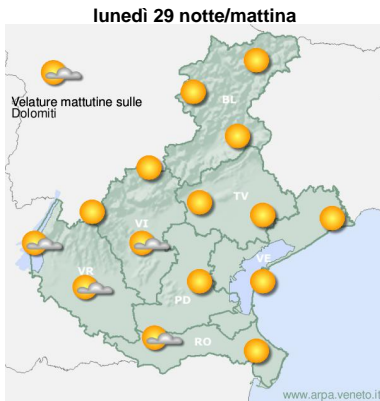 lunedì 29 notte/mattina
Velature mattutine sulle
Dolomiti
BL
TV
VI
VE
VR
PD
RO
www.arpa.veneto.it